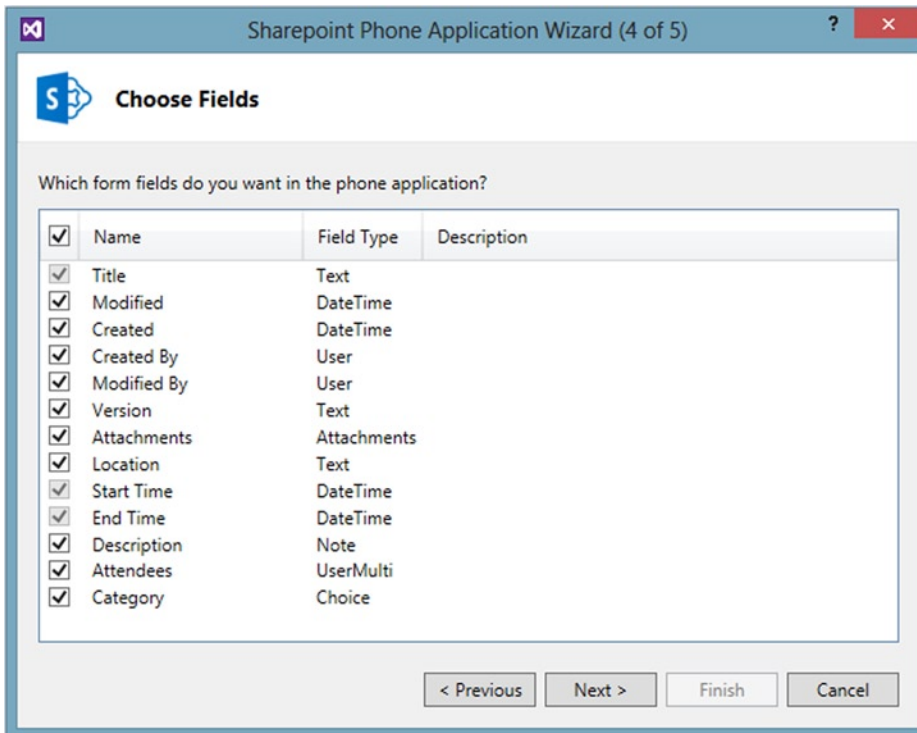 Sharepoint Phone Application Wizard (4 of 5) ? ×
S
Choose Fields
Which form fields do you want in the phone application?
Name Field Type Description
Title Text
Modified DateTime
Created DateTime
Created By User
Modified By User
Version Text
Attachments Attachments
Location Text
Start Time DateTime
End Time DateTime
Description Note
Attendees UserMulti
Category Choice
< Previous Next > Finish Cancel